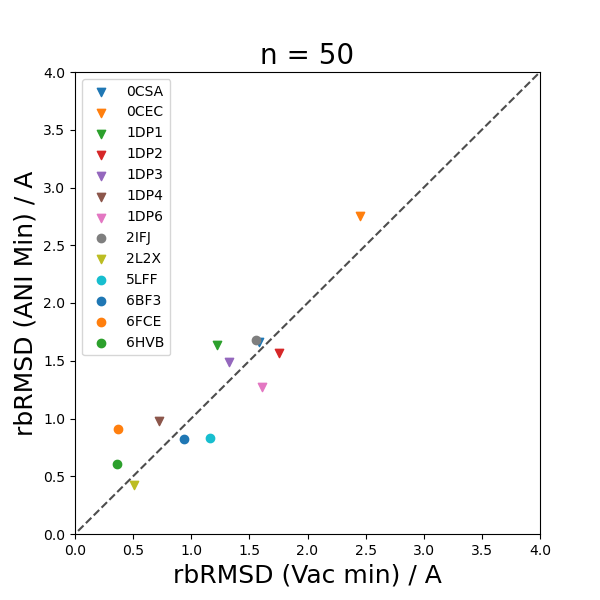 n = 50
rbRMSD (ANI Min) / A
4.0
3.5
3.0
2.5
2.0
1.5
1.0
0.5
0.0
0CSA
0CEC
1DP1
1DP2
1DP3
1DP4
1DP6
2IFJ
2L2X
5LFF
6BF3
6FCE
6HVB
0.0 0.5 1.0 1.5 2.0 2.5 3.0 3.5 4.0
rbRMSD (Vac min) / A